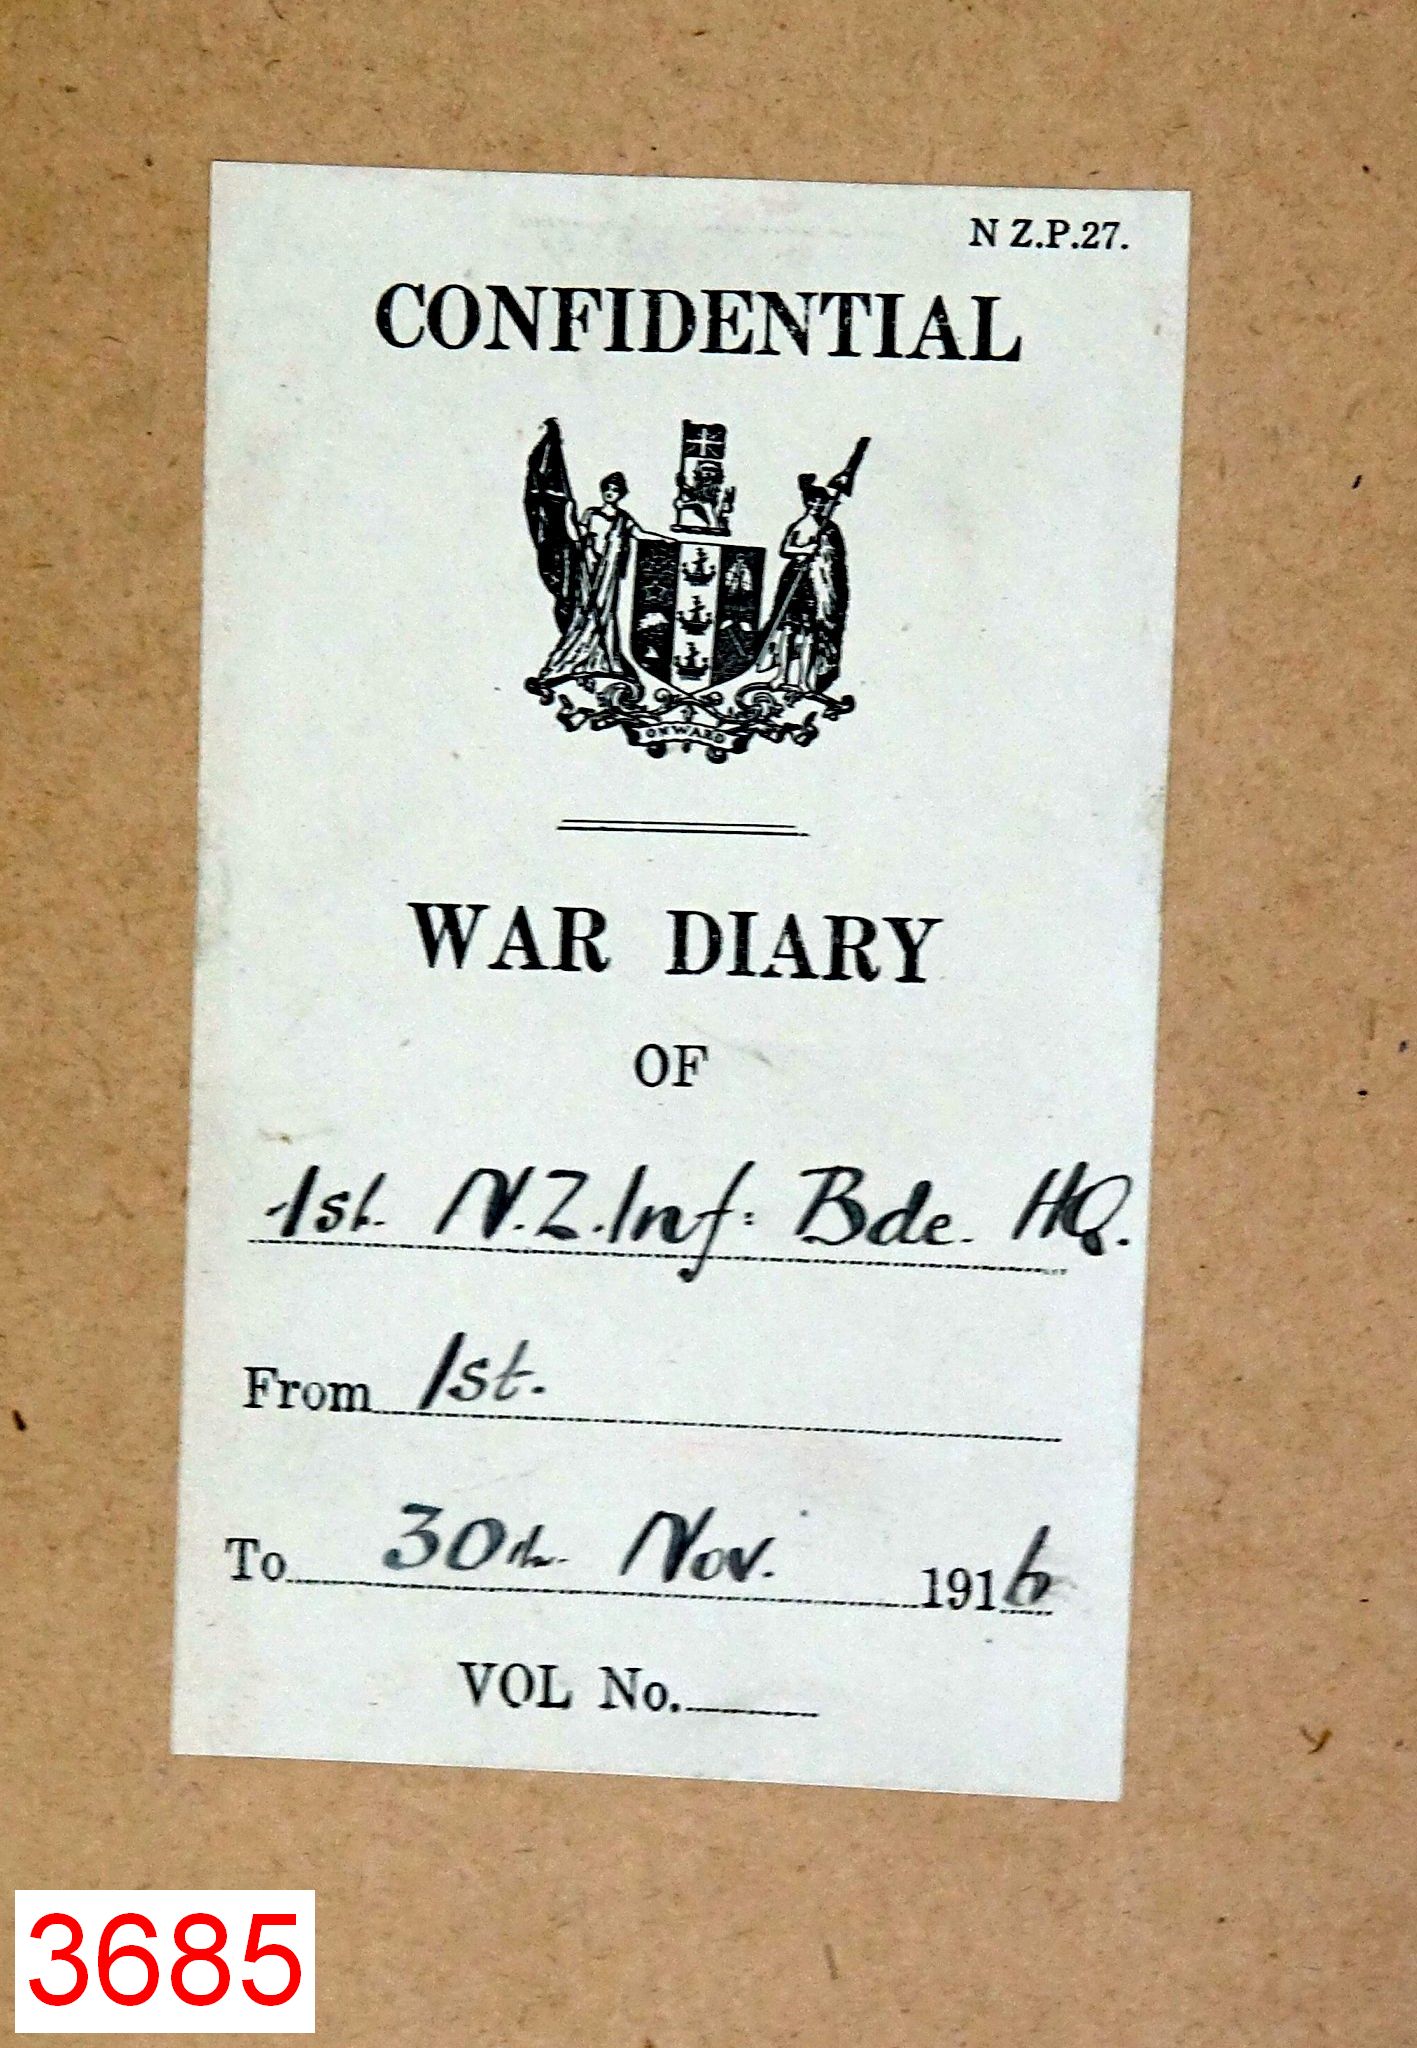 N Z.P.27.
CONFIDENTIAL
ONWARD
WAR DIARY
OF
1st. N.Z. Inf: Bde. HQ.
From 1st.
To 30th. Nov. 1916
VOL No.
3685